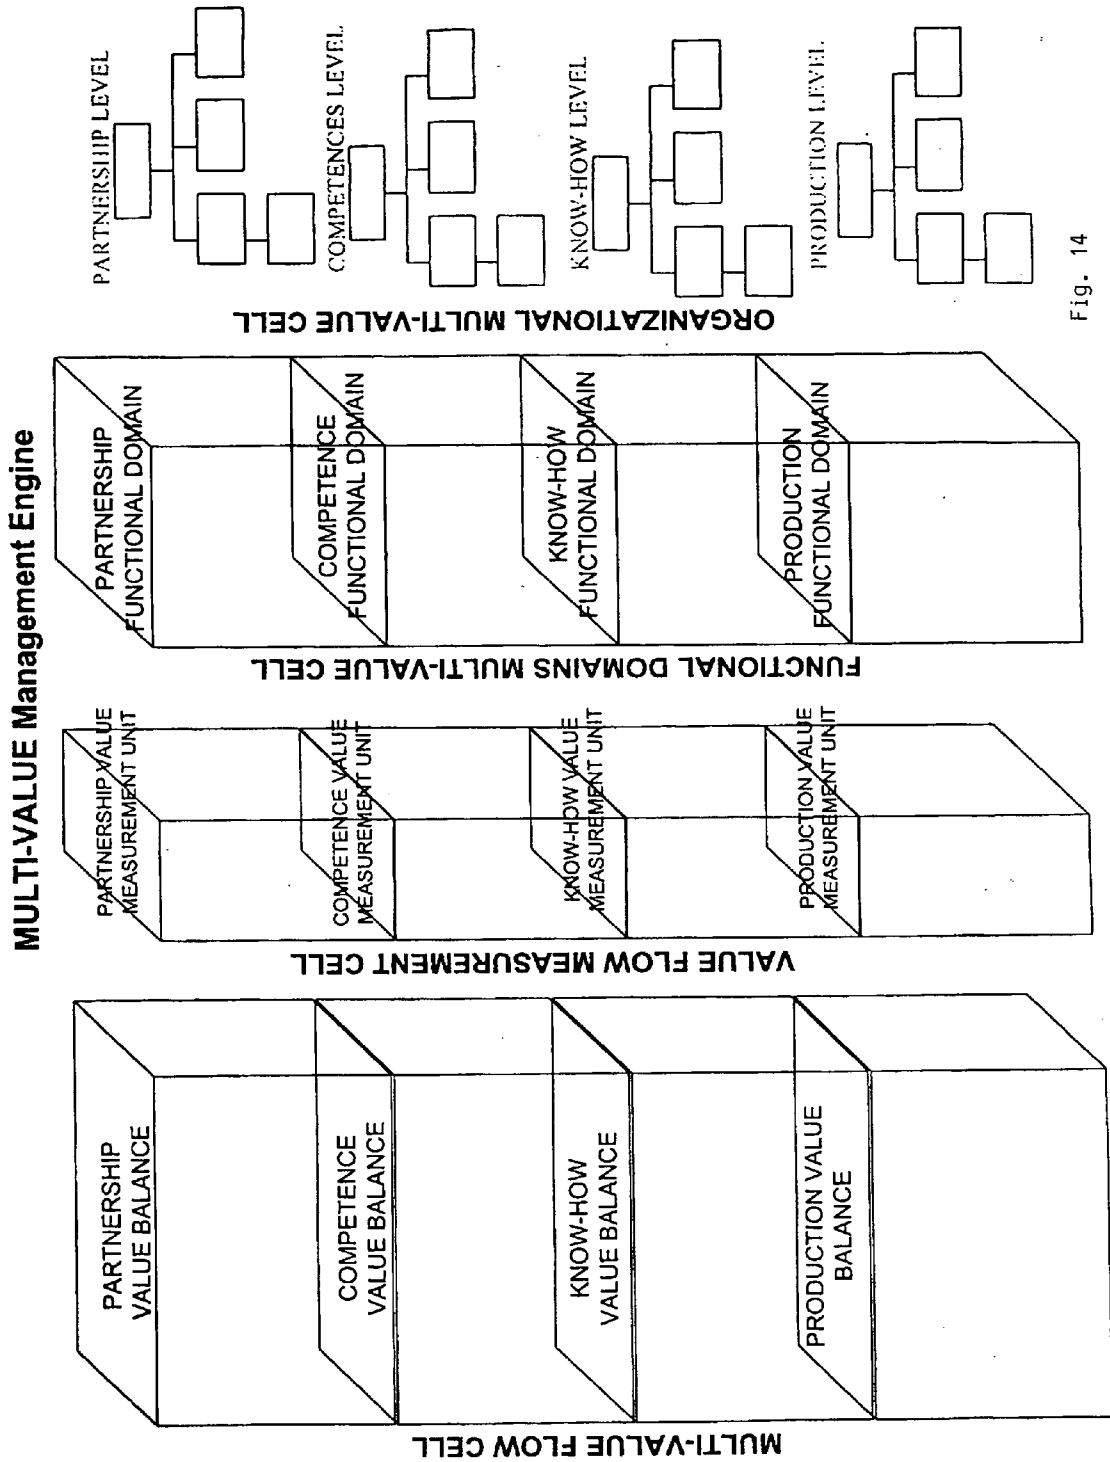 MULTI-VALUE Management Engine
MULTI-VALUE FLOW CELL
PARTNERSHIP
VALUE BALANCE
COMPETENCE
VALUE BALANCE
KNOW-HOW
VALUE BALANCE
PRODUCTION VALUE
BALANCE
VALUE FLOW MEASUREMENT CELL
PARTNERSHIP VALUE
MEASUREMENT UNIT
COMPETENCE VALUE
MEASUREMENT UNIT
KNOW-HOW VALUE
MEASUREMENT UNIT
PRODUCTION VALUE
MEASUREMENT UNIT
FUNCTIONAL DOMAINS MULTI-VALUE CELL
PARTNERSHIP
FUNCTIONAL DOMAIN
COMPETENCE
FUNCTIONAL DOMAIN
KNOW-HOW
FUNCTIONAL DOMAIN
PRODUCTION
FUNCTIONAL DOMAIN
ORGANIZATIONAL MULTI-VALUE CELL
PARTNERSHIP LEVEL
COMPETENCES LEVEL
KNOW-HOW LEVEL
PRODUCTION LEVEL
Fig. 14